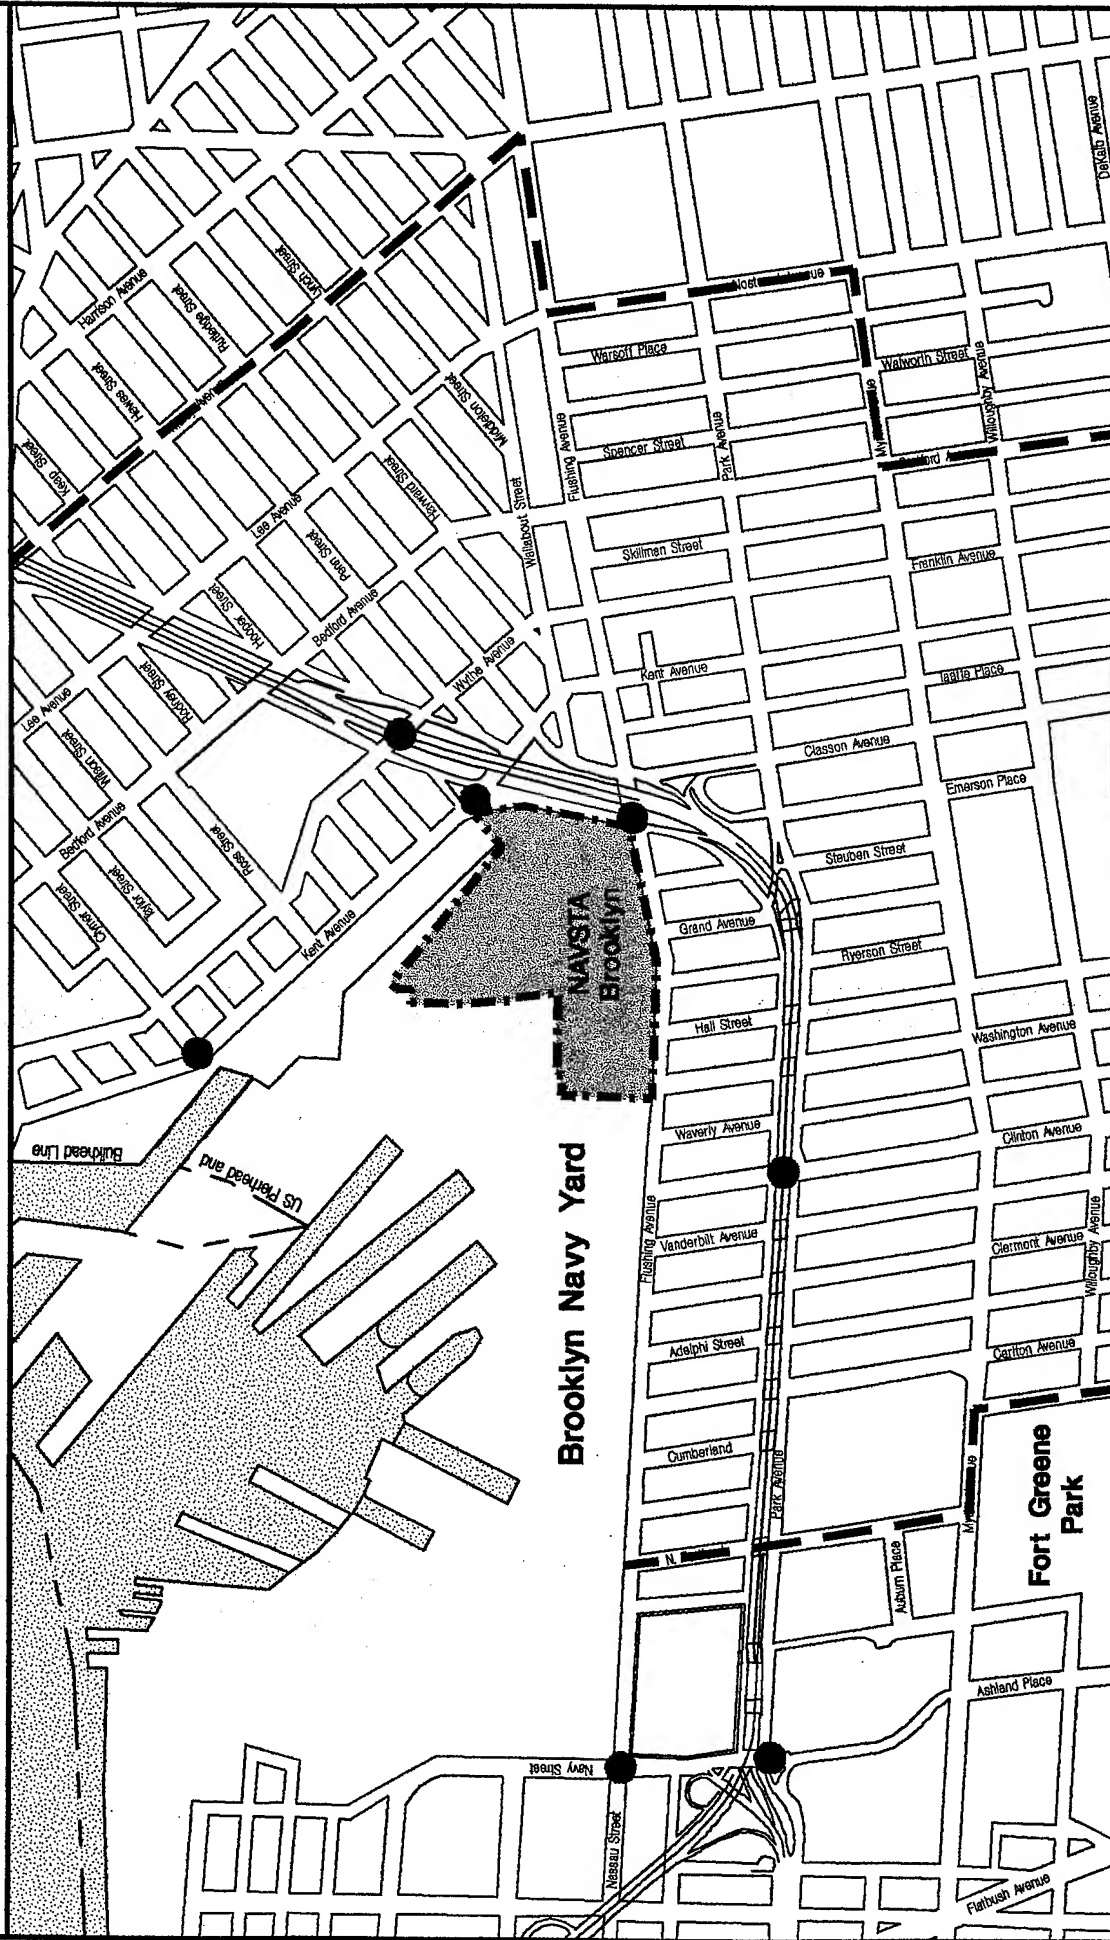 DeKalb Avenue
Harrison Avenue
Rutledge Street
Lynch Street
Hewes Street
Keap Street
Lee Avenue
Penn Street
Heyward Street
Middleton Street
Hooper Street
Bedford Avenue
Wythe Avenue
Wallabout Street
Flushing Avenue
Warsoff Place
Spencer Street
Skillman Street
Park Avenue
Walworth Street
Willoughby Avenue
Franklin Avenue
Kent Avenue
Taaffe Place
Classon Avenue
Emerson Place
Lee Avenue
Rodney Street
Wilson Street
Bedford Avenue
Taylor Street
Ross Street
Kent Avenue
Steuben Street
Grand Avenue
Ryerson Street
Hall Street
Washington Avenue
Waverly Avenue
Clinton Avenue
NAVSTA
Brooklyn
Bulkhead Line
US Pierhead and
Brooklyn Navy Yard
Flushing Avenue
Vanderbilt Avenue
Clermont Avenue
Willoughby Avenue
Adelphi Street
Carlton Avenue
Cumberland
Park Avenue
N.
Auburn Place
Fort Greene
Park
Ashland Place
Navy Street
Nassau Street
Flatbush Avenue